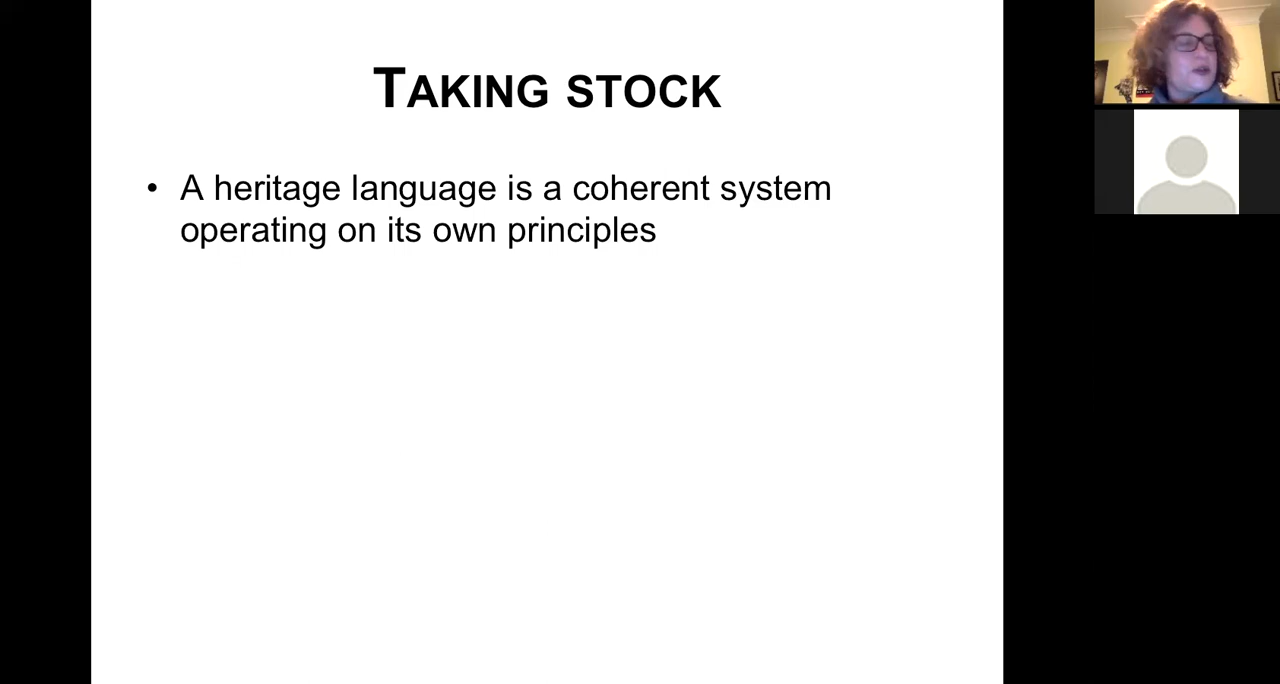 TAKING STOCK
• A heritage language is a coherent system
operating on its own principles